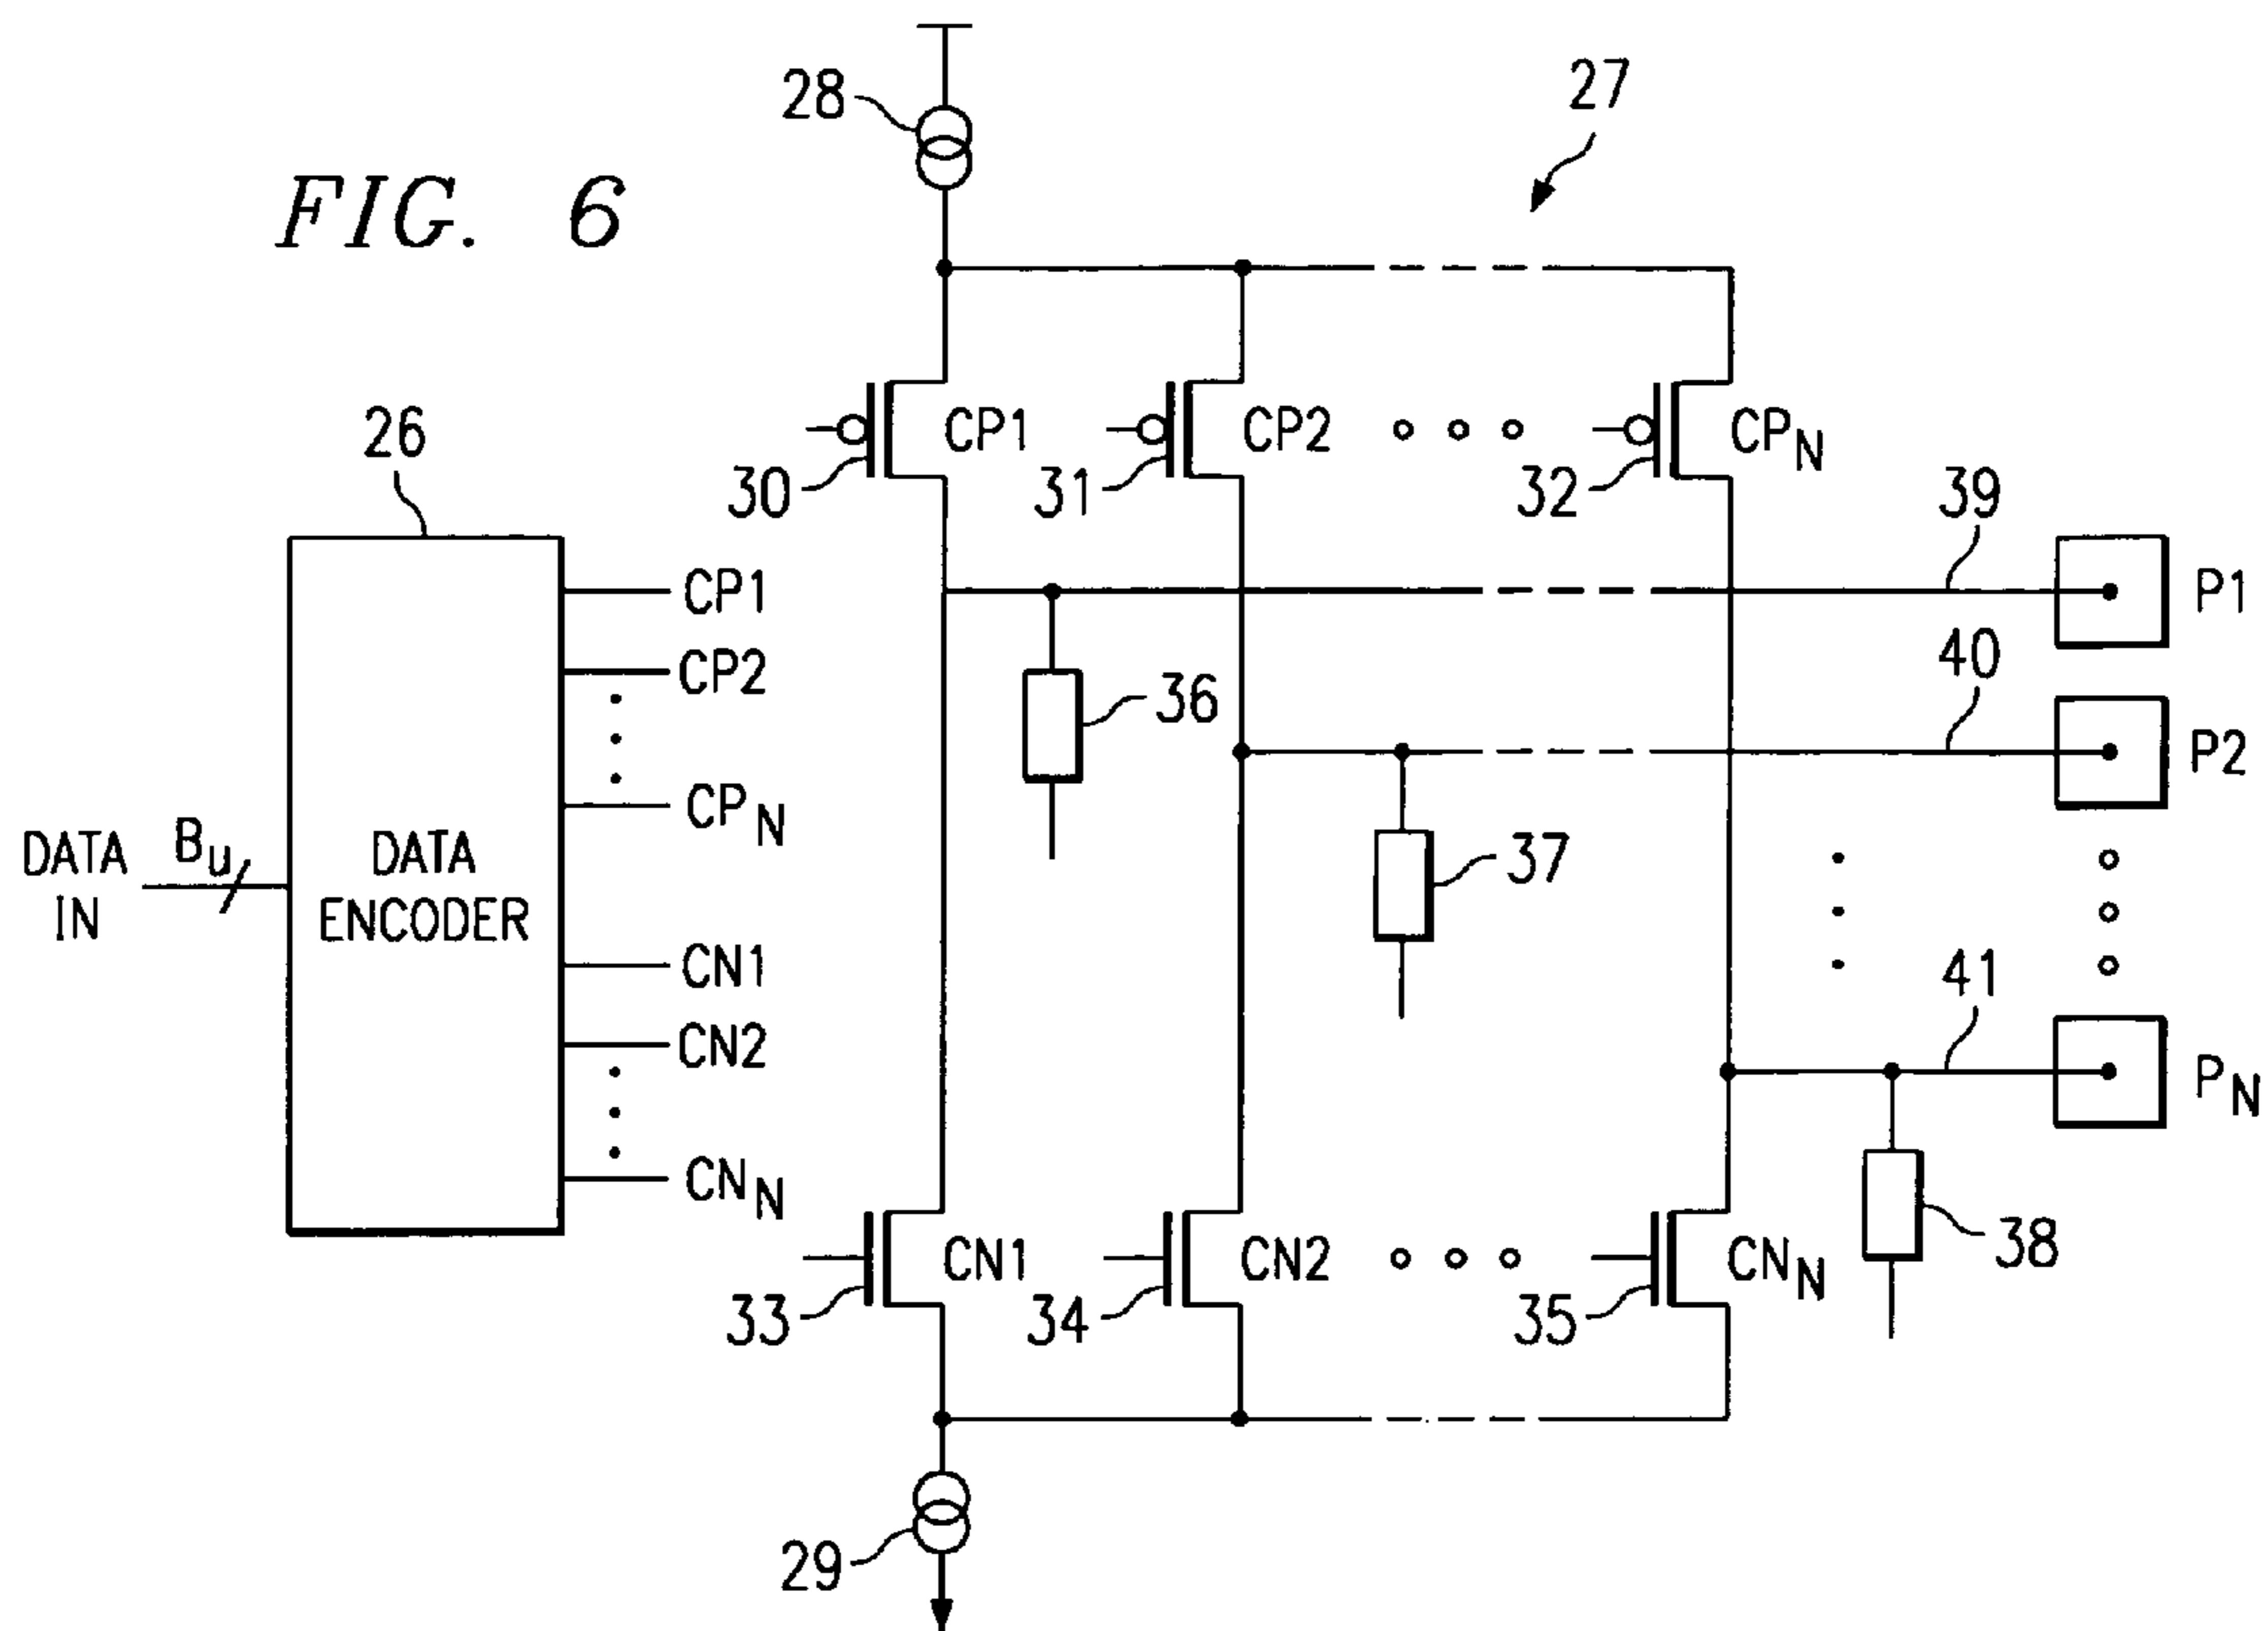 FIG. 6
28
27
26
CP1
CP2
CPN
30
31
32
39
P1
40
P2
CP1
CP2
CPN
36
37
DATA IN
BU
DATA
ENCODER
CN1
CN2
CNN
41
PN
38
CN1
CN2
CNN
33
34
35
29